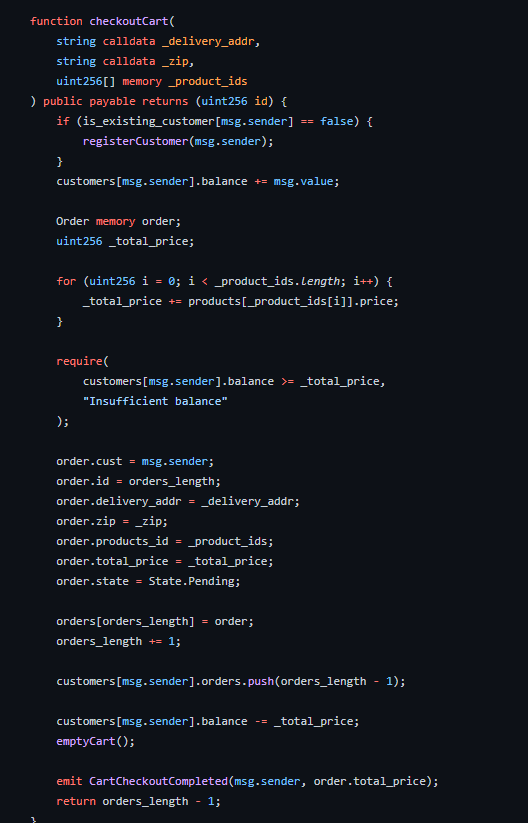 function checkoutCart(
string calldata _delivery_addr,
string calldata _zip,
uint256[] memory _product_ids
) public payable returns (uint256 id) {
if (is_existing_customer[msg.sender] == false) {
registerCustomer(msg.sender);
}
customers[msg.sender].balance += msg.value;
Order memory order;
uint256 _total_price;
for (uint256 i = 0; i < _product_ids.length; i++) {
_total_price += products[_product_ids[i]].price;
}
require(
customers[msg.sender].balance >= _total_price,
"Insufficient balance"
);
order.cust = msg.sender;
order.id = orders_length;
order.delivery_addr = _delivery_addr;
order.zip = _zip;
order.products_id = _product_ids;
order.total_price = _total_price;
order.state = State.Pending;
orders[orders_length] = order;
orders_length += 1;
customers[msg.sender].orders.push(orders_length - 1);
customers[msg.sender].balance -= _total_price;
emptyCart();
emit CartCheckoutCompleted(msg.sender, order.total_price);
return orders_length - 1;
}